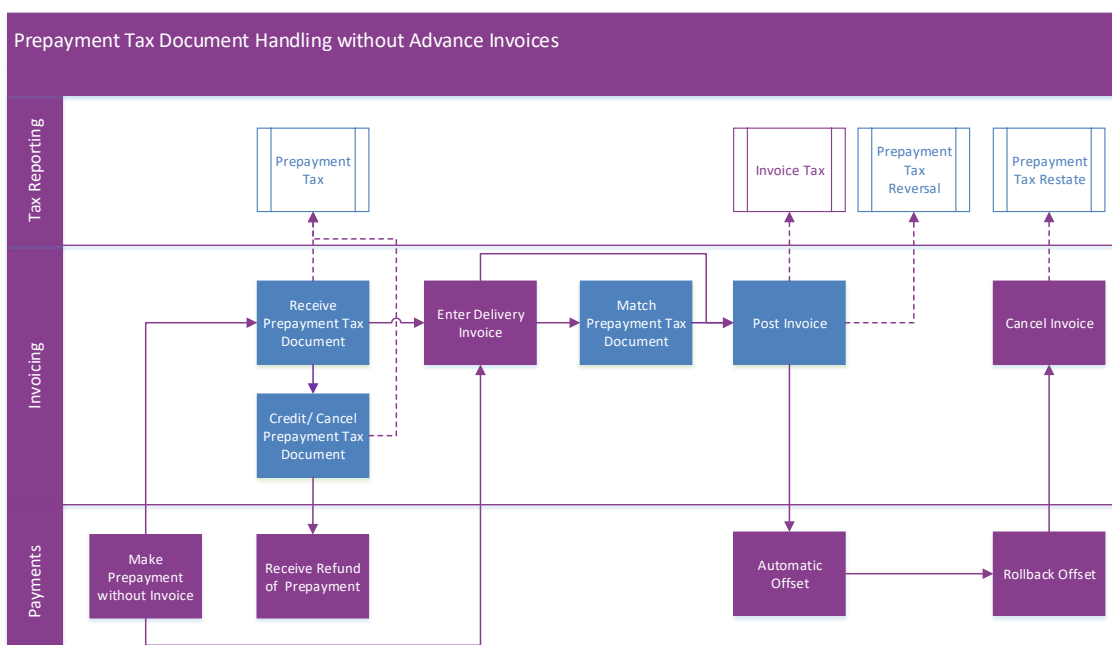 Prepayment Tax Document Handling without Advance Invoices
Tax Reporting
Prepayment
Tax
Invoice Tax
Prepayment
Tax
Reversal
Prepayment
Tax Restate
Invoicing
Receive
Prepayment Tax
Document
Enter Delivery
Invoice
Match
Prepayment Tax
Document
Post Invoice
Cancel Invoice
Credit/ Cancel
Prepayment Tax
Document
Payments
Make
Prepayment
without Invoice
Receive Refund
of Prepayment
Automatic
Offset
Rollback Offset